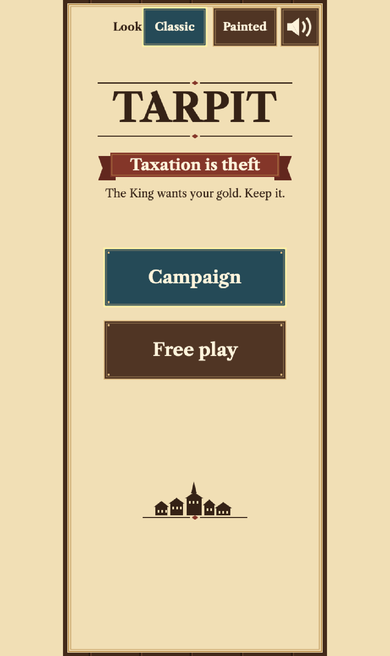 Look Classic Painted
TARPIT
Taxation is theft
The King wants your gold. Keep it.
Campaign
Free play